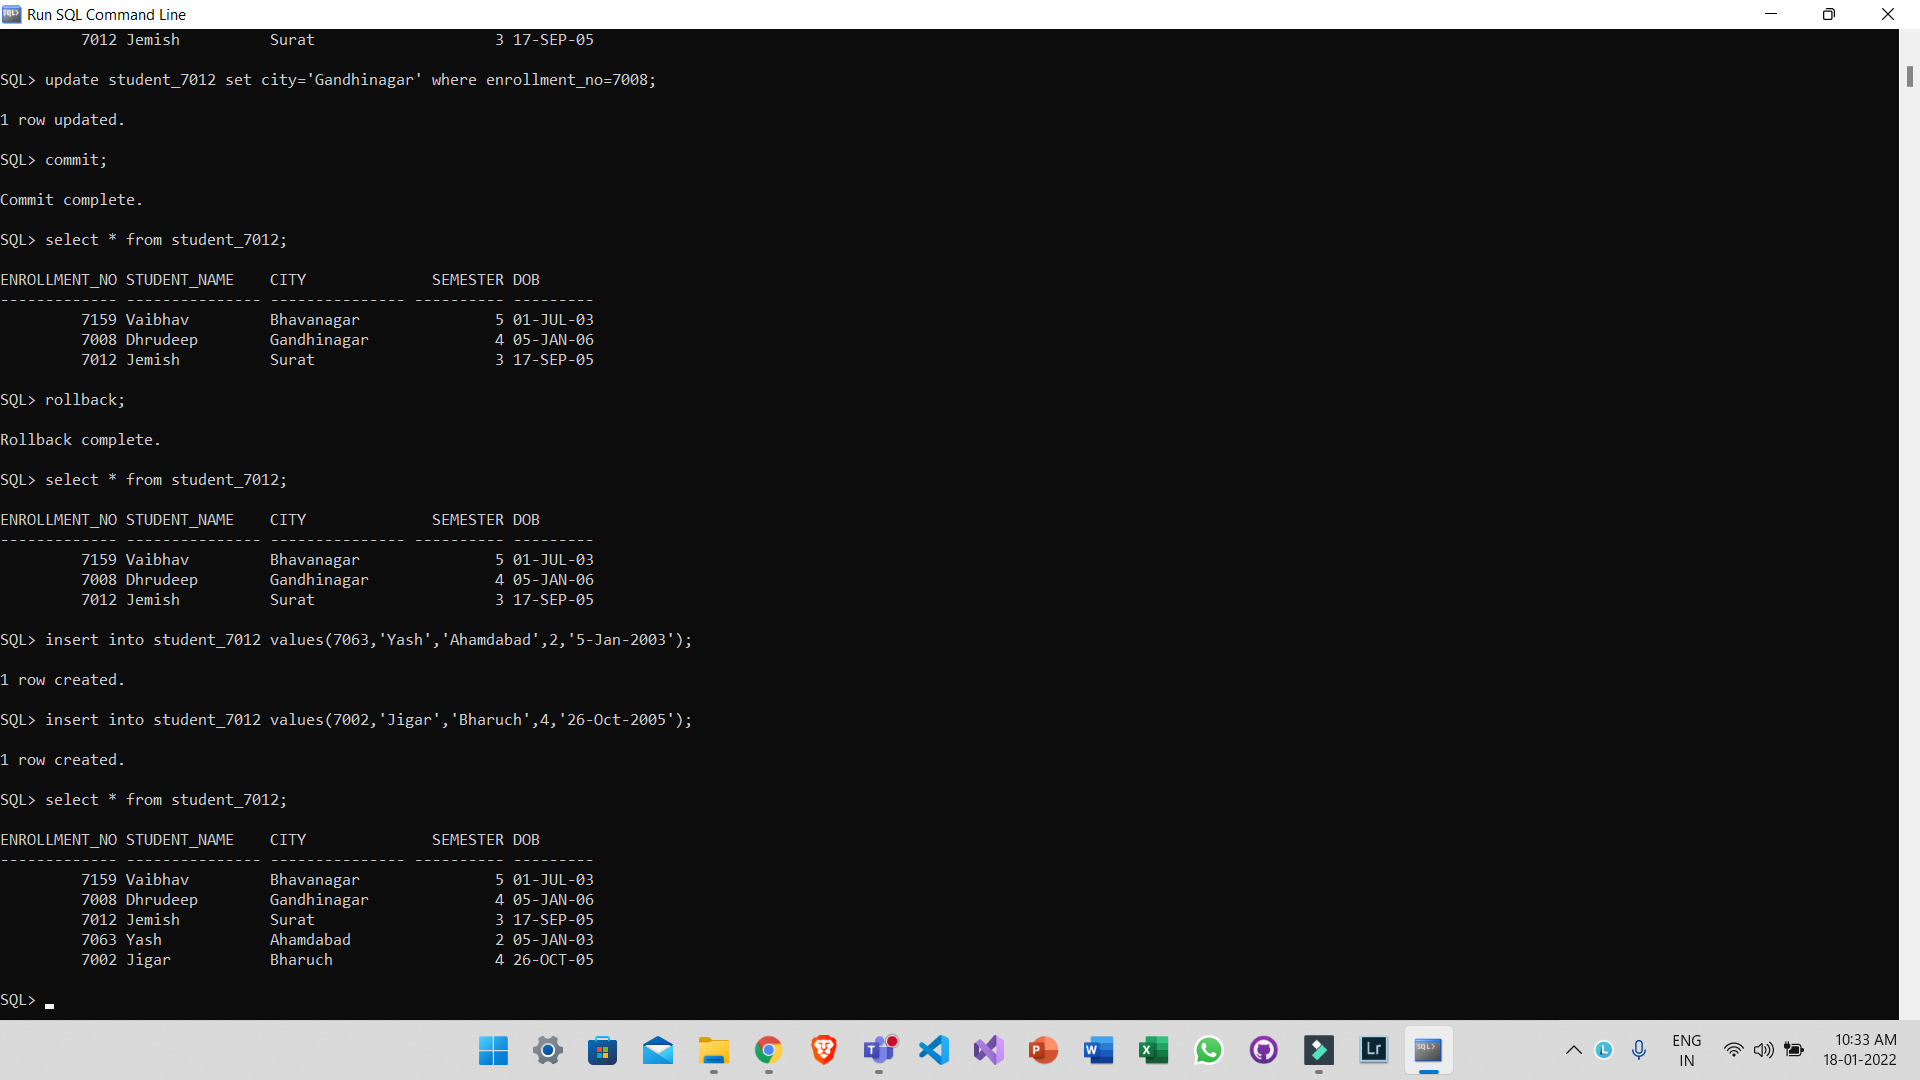 Run SQL Command Line
7012 Jemish Surat 3 17-SEP-05
SQL> update student_7012 set city='Gandhinagar' where enrollment_no=7008;
1 row updated.
SQL> commit;
Commit complete.
SQL> select * from student_7012;
ENROLLMENT_NO STUDENT_NAME CITY SEMESTER DOB
------------- --------------- --------------- ---------- ---------
7159 Vaibhav Bhavanagar 5 01-JUL-03
7008 Dhrudeep Gandhinagar 4 05-JAN-06
7012 Jemish Surat 3 17-SEP-05
SQL> rollback;
Rollback complete.
SQL> select * from student_7012;
ENROLLMENT_NO STUDENT_NAME CITY SEMESTER DOB
------------- --------------- --------------- ---------- ---------
7159 Vaibhav Bhavanagar 5 01-JUL-03
7008 Dhrudeep Gandhinagar 4 05-JAN-06
7012 Jemish Surat 3 17-SEP-05
SQL> insert into student_7012 values(7063,'Yash','Ahamdabad',2,'5-Jan-2003');
1 row created.
SQL> insert into student_7012 values(7002,'Jigar','Bharuch',4,'26-Oct-2005');
1 row created.
SQL> select * from student_7012;
ENROLLMENT_NO STUDENT_NAME CITY SEMESTER DOB
------------- --------------- --------------- ---------- ---------
7159 Vaibhav Bhavanagar 5 01-JUL-03
7008 Dhrudeep Gandhinagar 4 05-JAN-06
7012 Jemish Surat 3 17-SEP-05
7063 Yash Ahamdabad 2 05-JAN-03
7002 Jigar Bharuch 4 26-OCT-05
SQL>
ENG
IN
10:33 AM
18-01-2022